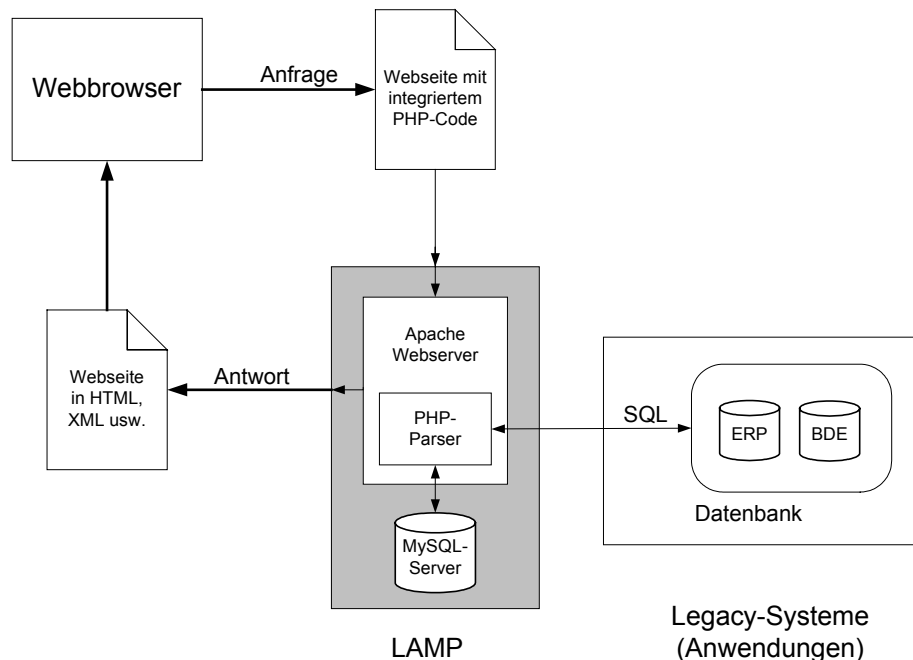 Webbrowser
Anfrage
Webseite mit
integriertem
PHP-Code
Apache
Webserver
Webseite
in HTML,
XML usw.
Antwort
PHP-
Parser
SQL
ERP
BDE
Datenbank
MySQL-
Server
LAMP
Legacy-Systeme
(Anwendungen)